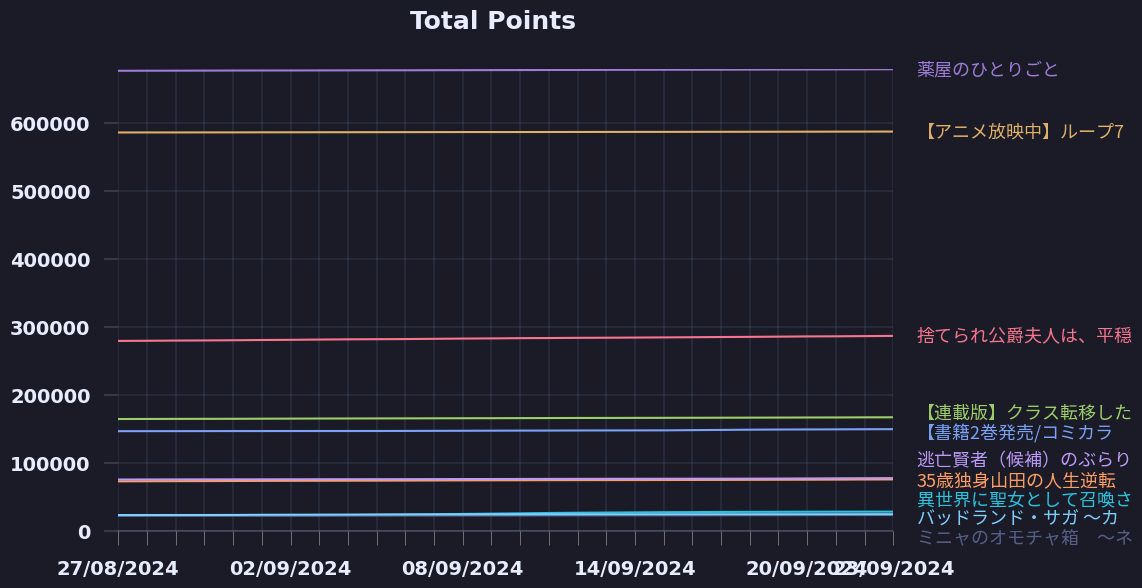 Total Points
薬屋のひとりごと
600000
【アニメ放映中】ループ7
500000
400000
300000
捨てられ公爵夫人は、平穏
200000
【連載版】クラス転移した
【書籍2巻発売/コミカラ
100000
逃亡賢者（候補）のぶらり
35歳独身山田の人生逆転
異世界に聖女として召喚さ
バッドランド・サガ ～カ
0
ミニャのオモチャ箱　～ネ
27/08/2024
02/09/2024
08/09/2024
14/09/2024
20/09/2024
23/09/2024